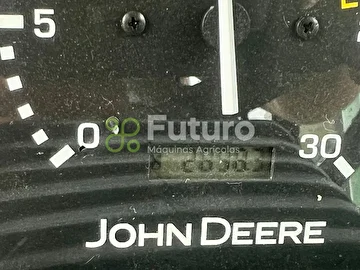 5
E
Futuro
Máquinas Agrícolas
0
30
JOHN DEERE